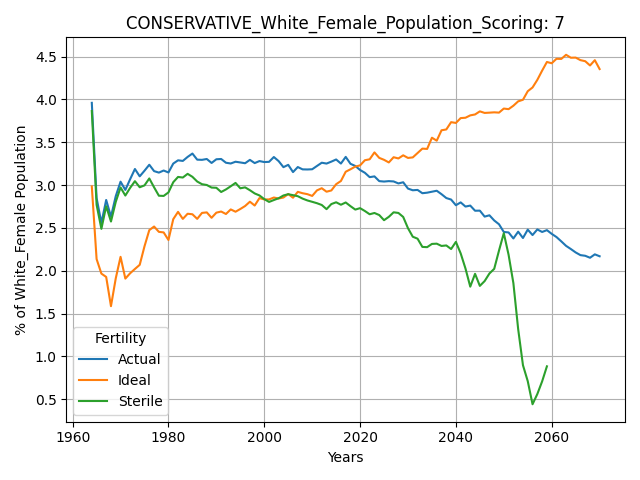 CONSERVATIVE_White_Female_Population_Scoring: 7
% of White_Female Population
4.5
4.0
3.5
3.0
2.5
2.0
1.5
1.0
0.5
Fertility
Actual
Ideal
Sterile
1960
1980
2000
2020
2040
2060
Years